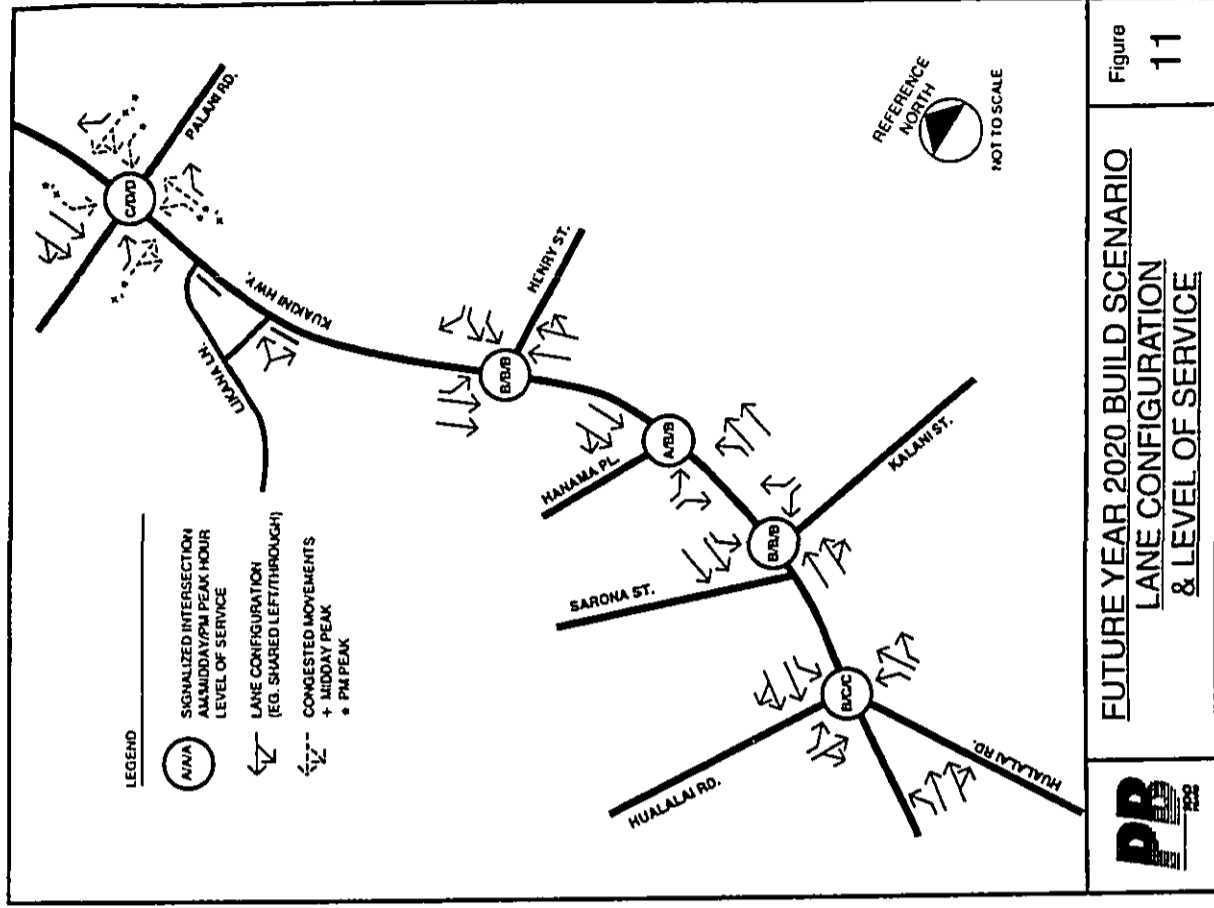 LEGEND
A/A/A
SIGNALIZED INTERSECTION
AM/MIDDAY/PM PEAK HOUR
LEVEL OF SERVICE
LANE CONFIGURATION
(EG. SHARED LEFT/THROUGH)
CONGESTED MOVEMENTS
+ MIDDAY PEAK
* PM PEAK
PALANI RD.
C/D/D
LIKANA LN.
KUAKINI HWY.
HENRY ST.
B/B/B
HANAMA PL.
A/B/B
KALANI ST.
B/B/B
SARONA ST.
HUALALAI RD.
B/C/C
HUALALAI RD.
REFERENCE
NORTH
NOT TO SCALE
PB
FUTURE YEAR 2020 BUILD SCENARIO
LANE CONFIGURATION
& LEVEL OF SERVICE
Figure
11